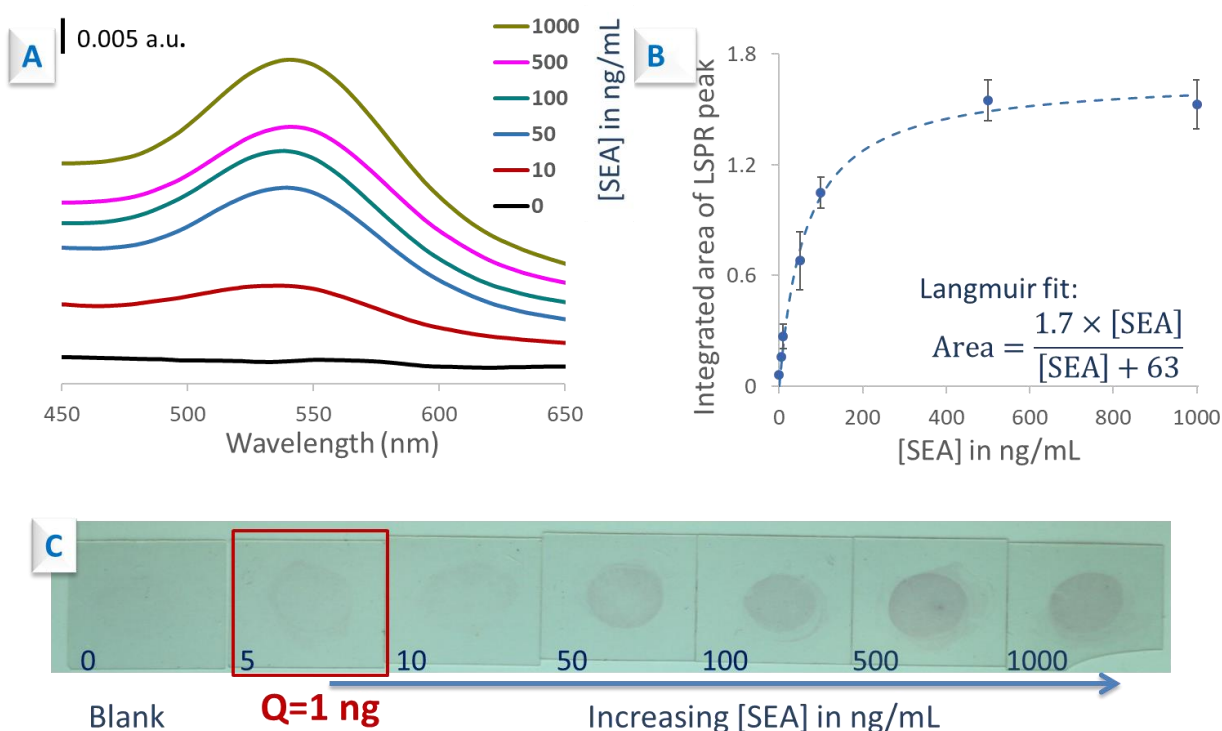 A
0.005 a.u.
1000
500
100
50
10
0
[SEA] in ng/mL
450
500
550
600
650
Wavelength (nm)
B
Integrated area of LSPR peak
1.8
1.2
0.6
0
0
200
400
600
800
1000
[SEA] in ng/mL
Langmuir fit:
Area = 1.7 × [SEA] / [SEA] + 63
C
0
5
10
50
100
500
1000
Blank
Q=1 ng
Increasing [SEA] in ng/mL